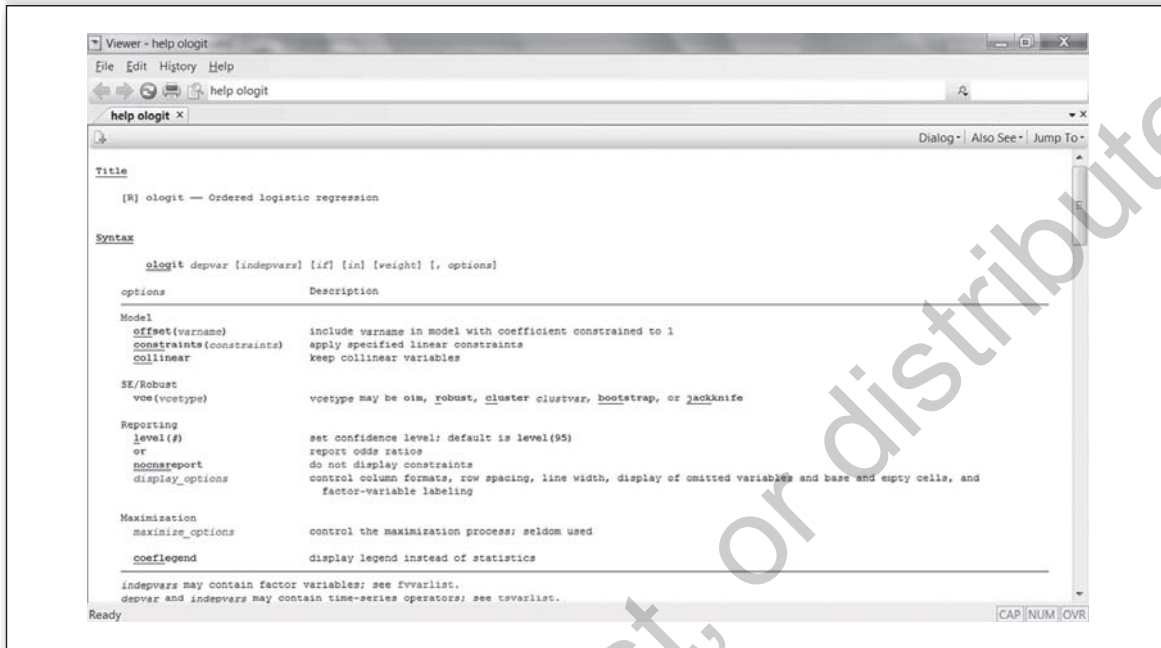 Viewer - help ologit
File Edit History Help
help ologit
help ologit ×
Dialog Also See Jump To
Title
[R] ologit — Ordered logistic regression
Syntax
ologit depvar [indepvars] [if] [in] [weight] [, options]
options Description
Model
offset(varname) include varname in model with coefficient constrained to 1
constraints(constraints) apply specified linear constraints
collinear keep collinear variables
SE/Robust
vce(vcetype) vcetype may be oim, robust, cluster clustvar, bootstrap, or jackknife
Reporting
level(#) set confidence level; default is level(95)
or report odds ratios
nocnsreport do not display constraints
display_options control column formats, row spacing, line width, display of omitted variables and base and empty cells, and
factor-variable labeling
Maximization
maximize_options control the maximization process; seldom used
coeflegend display legend instead of statistics
indepvars may contain factor variables; see fvvarlist.
depvar and indepvars may contain time-series operators; see tsvarlist.
Ready CAP NUM OVR
or distribute